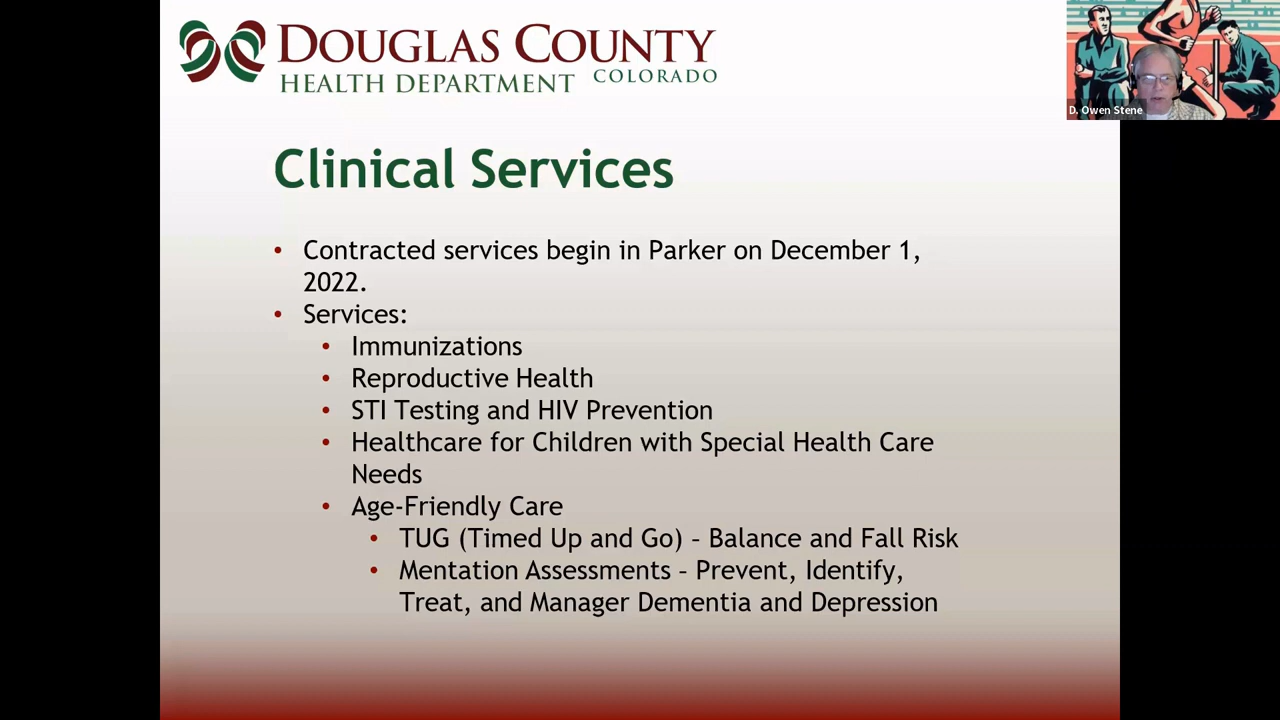 DOUGLAS COUNTY
HEALTH DEPARTMENT COLORADO
D. Owen Stene
Clinical Services
• Contracted services begin in Parker on December 1,
2022.
• Services:
• Immunizations
• Reproductive Health
• STI Testing and HIV Prevention
• Healthcare for Children with Special Health Care
Needs
• Age-Friendly Care
• TUG (Timed Up and Go) – Balance and Fall Risk
• Mentation Assessments – Prevent, Identify,
Treat, and Manager Dementia and Depression